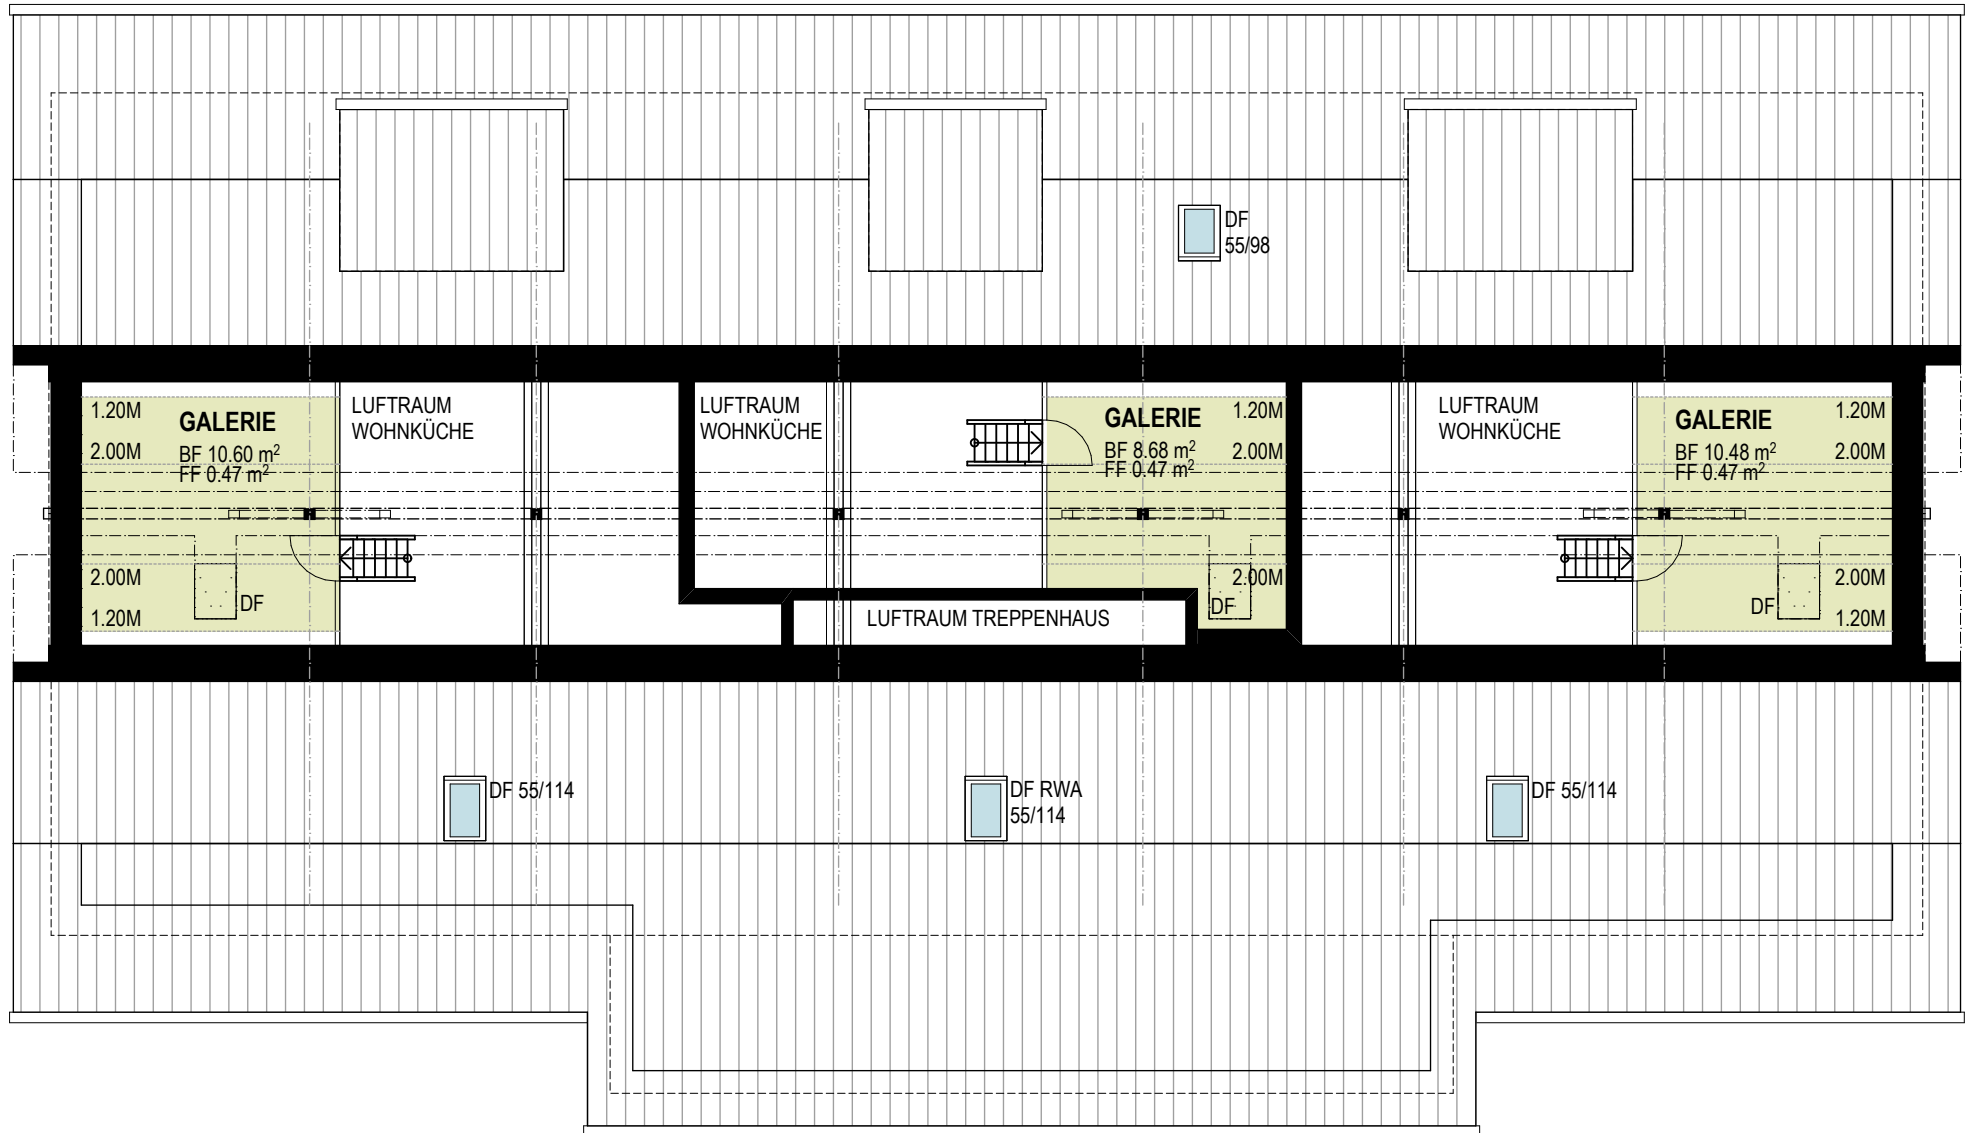 DF
55/98
1.20M
GALERIE
2.00M
BF 10.60 m²
FF 0.47 m²
2.00M
DF
1.20M
LUFTRAUM
WOHNKÜCHE
LUFTRAUM
WOHNKÜCHE
GALERIE
1.20M
BF 8.68 m²
2.00M
FF 0.47 m²
2.00M
DF
LUFTRAUM TREPPENHAUS
LUFTRAUM
WOHNKÜCHE
GALERIE
1.20M
BF 10.48 m²
2.00M
FF 0.47 m²
2.00M
DF
1.20M
DF 55/114
DF RWA
55/114
DF 55/114